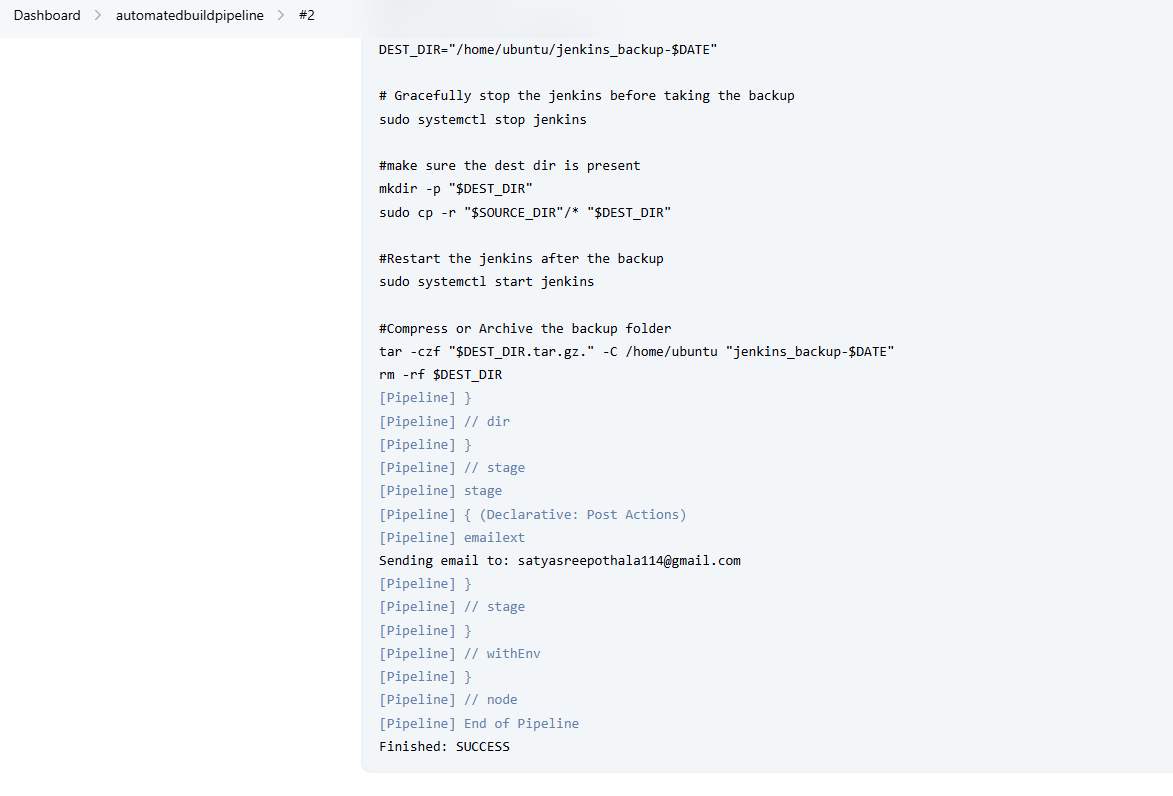 Dashboard > automatedbuildpipeline > #2
DEST_DIR="/home/ubuntu/jenkins_backup-$DATE"
# Gracefully stop the jenkins before taking the backup
sudo systemctl stop jenkins
#make sure the dest dir is present
mkdir -p "$DEST_DIR"
sudo cp -r "$SOURCE_DIR"/* "$DEST_DIR"
#Restart the jenkins after the backup
sudo systemctl start jenkins
#Compress or Archive the backup folder
tar -czf "$DEST_DIR.tar.gz." -C /home/ubuntu "jenkins_backup-$DATE"
rm -rf $DEST_DIR
[Pipeline] }
[Pipeline] // dir
[Pipeline] }
[Pipeline] // stage
[Pipeline] stage
[Pipeline] { (Declarative: Post Actions)
[Pipeline] emailext
Sending email to: satyasreepothala114@gmail.com
[Pipeline] }
[Pipeline] // stage
[Pipeline] }
[Pipeline] // withEnv
[Pipeline] }
[Pipeline] // node
[Pipeline] End of Pipeline
Finished: SUCCESS